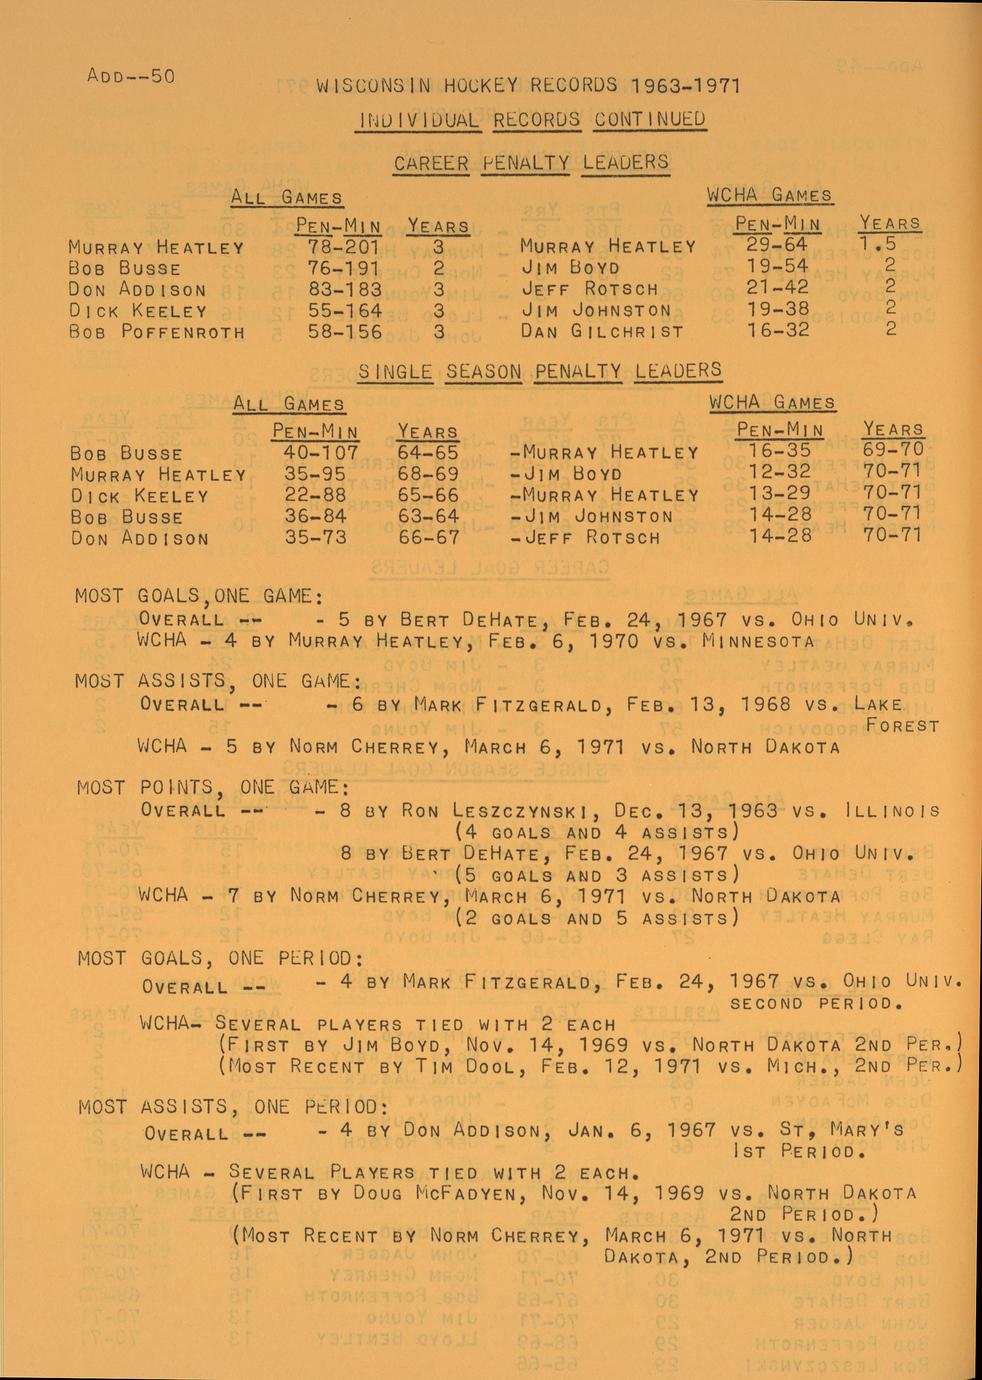 ADD--50
WISCONSIN HOCKEY RECORDS 1963-1971
INDIVIDUAL RECORDS CONTINUED
CAREER PENALTY LEADERS
ALL GAMES WCHA GAMES
PEN-MIN YEARS PEN-MIN YEARS
MURRAY HEATLEY 78-201 3 MURRAY HEATLEY 29-64 1.5
BOB BUSSE 76-191 2 JIM BOYD 19-54 2
DON ADDISON 83-183 3 JEFF ROTSCH 21-42 2
DICK KEELEY 55-164 3 JIM JOHNSTON 19-38 2
BOB POFFENROTH 58-156 3 DAN GILCHRIST 16-32 2
SINGLE SEASON PENALTY LEADERS
ALL GAMES WCHA GAMES
PEN-MIN YEARS PEN-MIN YEARS
BOB BUSSE 40-107 64-65 -MURRAY HEATLEY 16-35 69-70
MURRAY HEATLEY 35-95 68-69 -JIM BOYD 12-32 70-71
DICK KEELEY 22-88 65-66 -MURRAY HEATLEY 13-29 70-71
BOB BUSSE 36-84 63-64 -JIM JOHNSTON 14-28 70-71
DON ADDISON 35-73 66-67 -JEFF ROTSCH 14-28 70-71
MOST GOALS,ONE GAME:
OVERALL -- - 5 BY BERT DEHATE, FEB. 24, 1967 VS. OHIO UNIV.
WCHA - 4 BY MURRAY HEATLEY, FEB. 6, 1970 VS. MINNESOTA
MOST ASSISTS, ONE GAME:
OVERALL -- - 6 BY MARK FITZGERALD, FEB. 13, 1968 VS. LAKE
FOREST
WCHA - 5 BY NORM CHERREY, MARCH 6, 1971 VS. NORTH DAKOTA
MOST POINTS, ONE GAME:
OVERALL -- - 8 BY RON LESZCZYNSKI, DEC. 13, 1963 VS. ILLINOIS
(4 GOALS AND 4 ASSISTS)
8 BY BERT DEHATE, FEB. 24, 1967 VS. OHIO UNIV.
(5 GOALS AND 3 ASSISTS)
WCHA - 7 BY NORM CHERREY, MARCH 6, 1971 VS. NORTH DAKOTA
(2 GOALS AND 5 ASSISTS)
MOST GOALS, ONE PERIOD:
OVERALL -- - 4 BY MARK FITZGERALD, FEB. 24, 1967 VS. OHIO UNIV.
SECOND PERIOD.
WCHA- SEVERAL PLAYERS TIED WITH 2 EACH
(FIRST BY JIM BOYD, NOV. 14, 1969 VS. NORTH DAKOTA 2ND PER.)
(MOST RECENT BY TIM DOOL, FEB. 12, 1971 VS. MICH., 2ND PER.)
MOST ASSISTS, ONE PERIOD:
OVERALL -- - 4 BY DON ADDISON, JAN. 6, 1967 VS. ST, MARY'S
1ST PERIOD.
WCHA - SEVERAL PLAYERS TIED WITH 2 EACH.
(FIRST BY DOUG MCFADYEN, NOV. 14, 1969 VS. NORTH DAKOTA
2ND PERIOD.)
(MOST RECENT BY NORM CHERREY, MARCH 6, 1971 VS. NORTH
DAKOTA, 2ND PERIOD.)